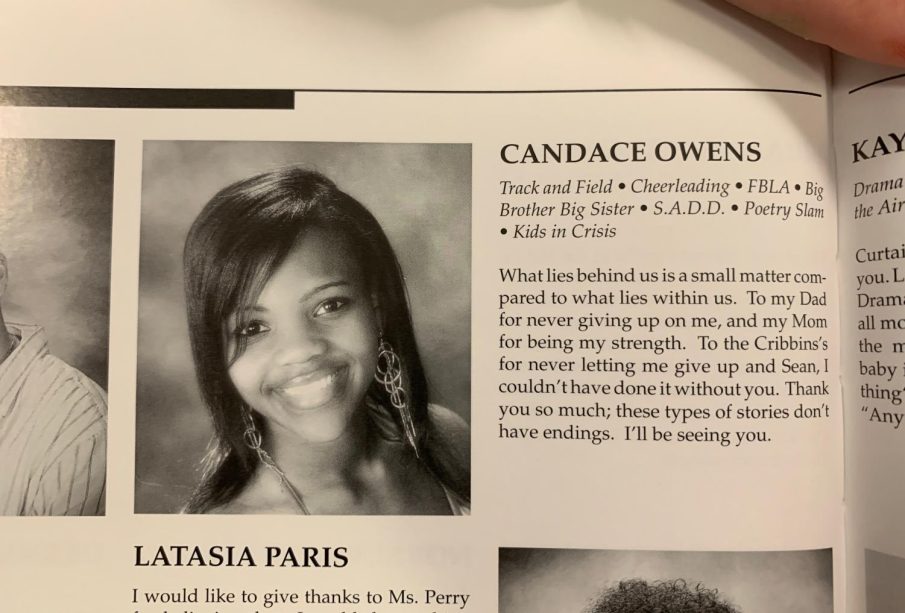 CANDACE OWENS
Track and Field • Cheerleading • FBLA • Big
Brother Big Sister • S.A.D.D. • Poetry Slam
• Kids in Crisis
What lies behind us is a small matter com-
pared to what lies within us. To my Dad
for never giving up on me, and my Mom
for being my strength. To the Cribbins's
for never letting me give up and Sean, I
couldn't have done it without you. Thank
you so much; these types of stories don't
have endings. I'll be seeing you.
LATASIA PARIS
I would like to give thanks to Ms. Perry
KAY
Drama
the Air
Curtai
you. L
Drama
all mo
the m
baby i
thing?
"Any